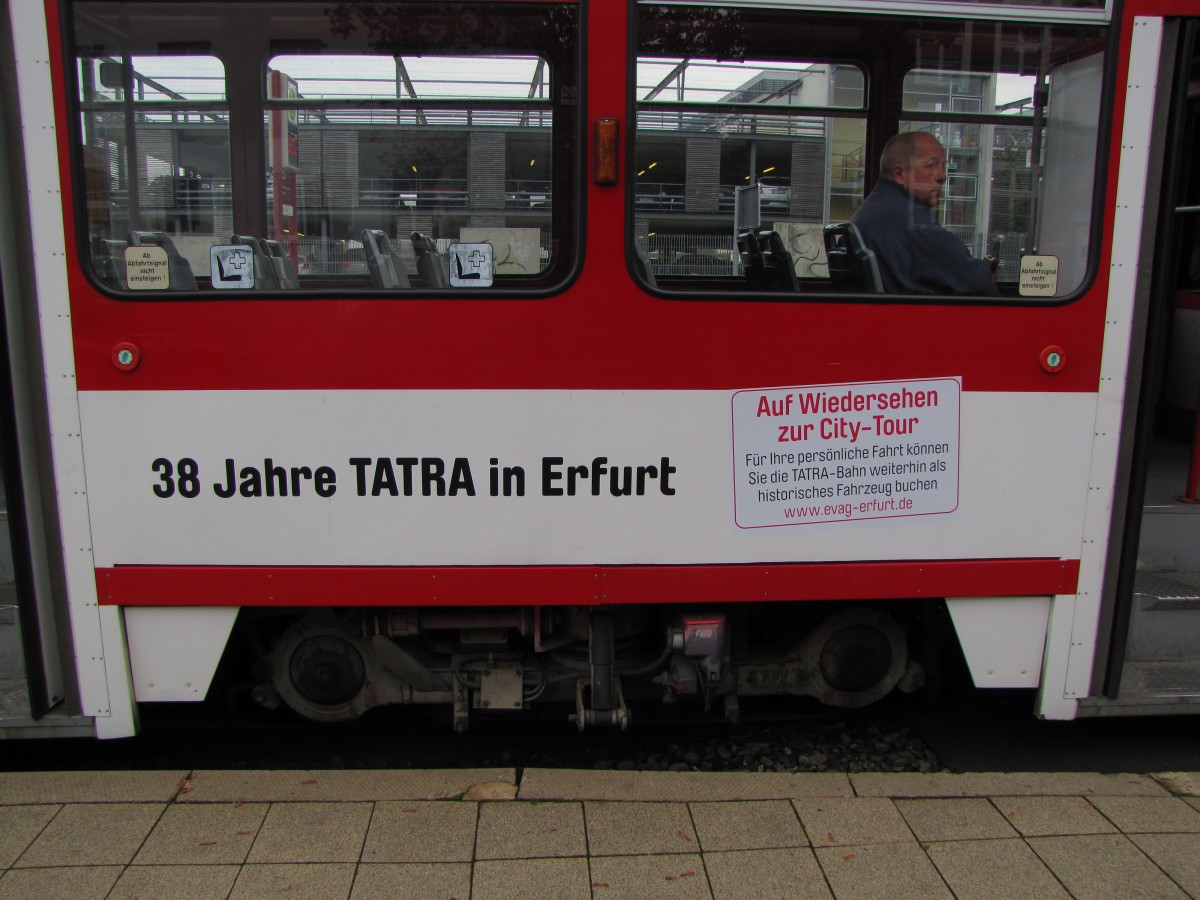 Ab
Abfahrtsignal
nicht
einsteigen !
Ab
Abfahrtsignal
nicht
einsteigen !
38 Jahre TATRA in Erfurt
Auf Wiedersehen
zur City-Tour
Für Ihre persönliche Fahrt können
Sie die TATRA-Bahn weiterhin als
historisches Fahrzeug buchen
www.evag-erfurt.de